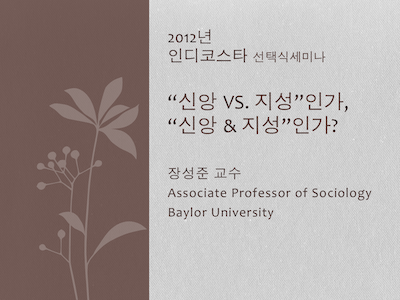 2012년
인디코스타 선택식세미나
“신앙 VS. 지성”인가,
“신앙 & 지성”인가?
장성준 교수
Associate Professor of Sociology
Baylor University